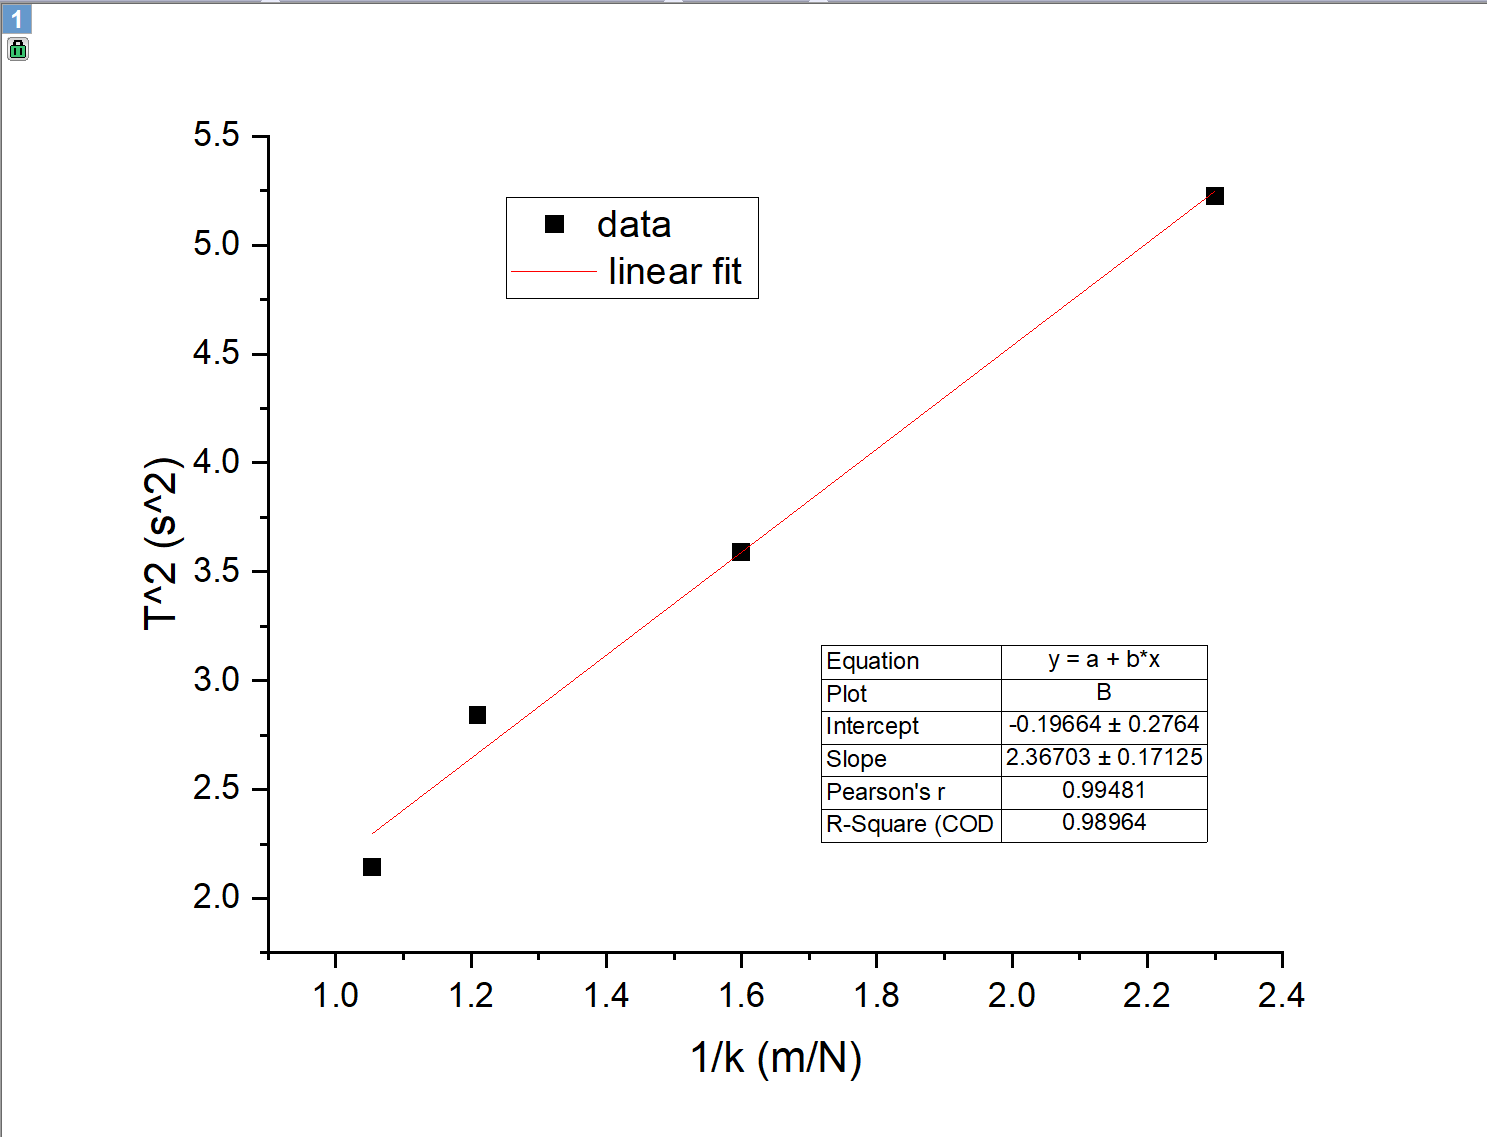 1
5.5
5.0
4.5
4.0
3.5
3.0
2.5
2.0
T^2 (s^2)
data
linear fit
Equation y = a + b*x
Plot B
Intercept -0.19664 ± 0.2764
Slope 2.36703 ± 0.17125
Pearson's r 0.99481
R-Square (COD 0.98964
1.0 1.2 1.4 1.6 1.8 2.0 2.2 2.4
1/k (m/N)